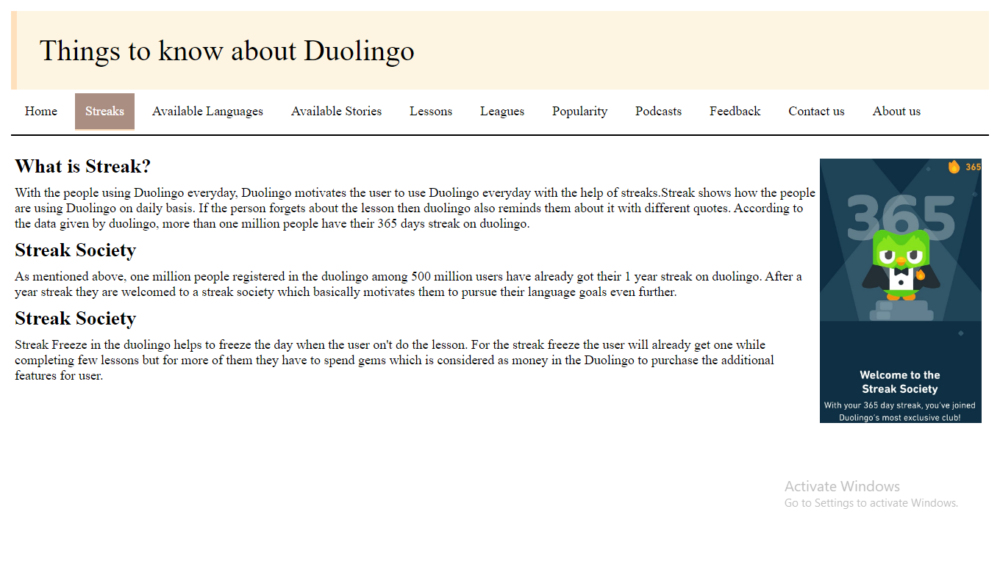 Things to know about Duolingo
Home Streaks Available Languages Available Stories Lessons Leagues Popularity Podcasts Feedback Contact us About us
What is Streak?
With the people using Duolingo everyday, Duolingo motivates the user to use Duolingo everyday with the help of streaks.Streak shows how the people
are using Duolingo on daily basis. If the person forgets about the lesson then duolingo also reminds them about it with different quotes. According to
the data given by duolingo, more than one million people have their 365 days streak on duolingo.
Streak Society
As mentioned above, one million people registered in the duolingo among 500 million users have already got their 1 year streak on duolingo. After a
year streak they are welcomed to a streak society which basically motivates them to pursue their language goals even further.
Streak Society
Streak Freeze in the duolingo helps to freeze the day when the user on't do the lesson. For the streak freeze the user will already get one while
completing few lessons but for more of them they have to spend gems which is considered as money in the Duolingo to purchase the additional
features for user.
365
365
Welcome to the
Streak Society
With your 365 day streak, you've joined
Duolingo's most exclusive club!
Activate Windows
Go to Settings to activate Windows.